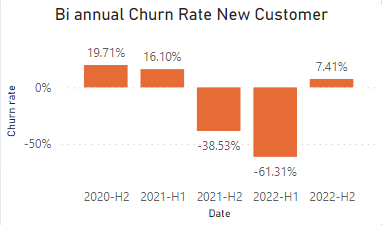 Bi annual Churn Rate New Customer
19.71%
16.10%
7.41%
0%
-38.53%
-50%
-61.31%
Churn rate
2020-H2 2021-H1 2021-H2 2022-H1 2022-H2
Date